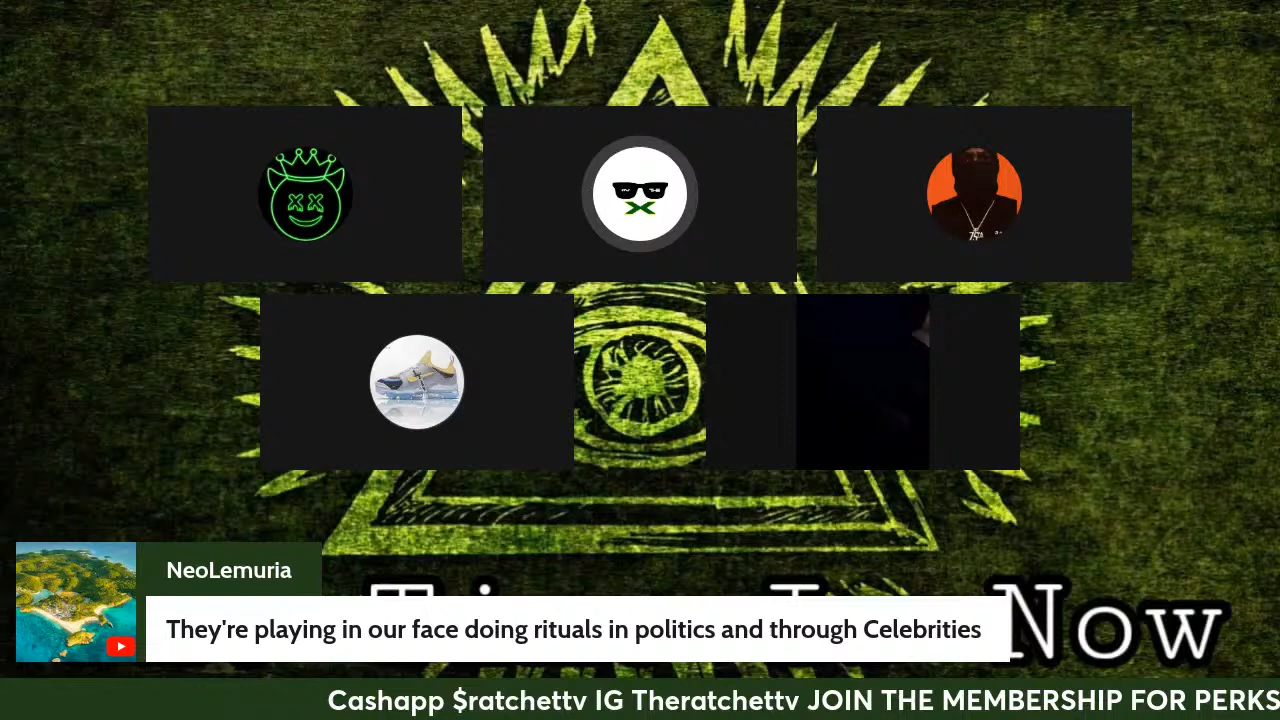 NeoLemuria
They're playing in our face doing rituals in politics and through Celebrities
Now
Cashapp $ratchettv IG Theratchettv JOIN THE MEMBERSHIP FOR PERKS